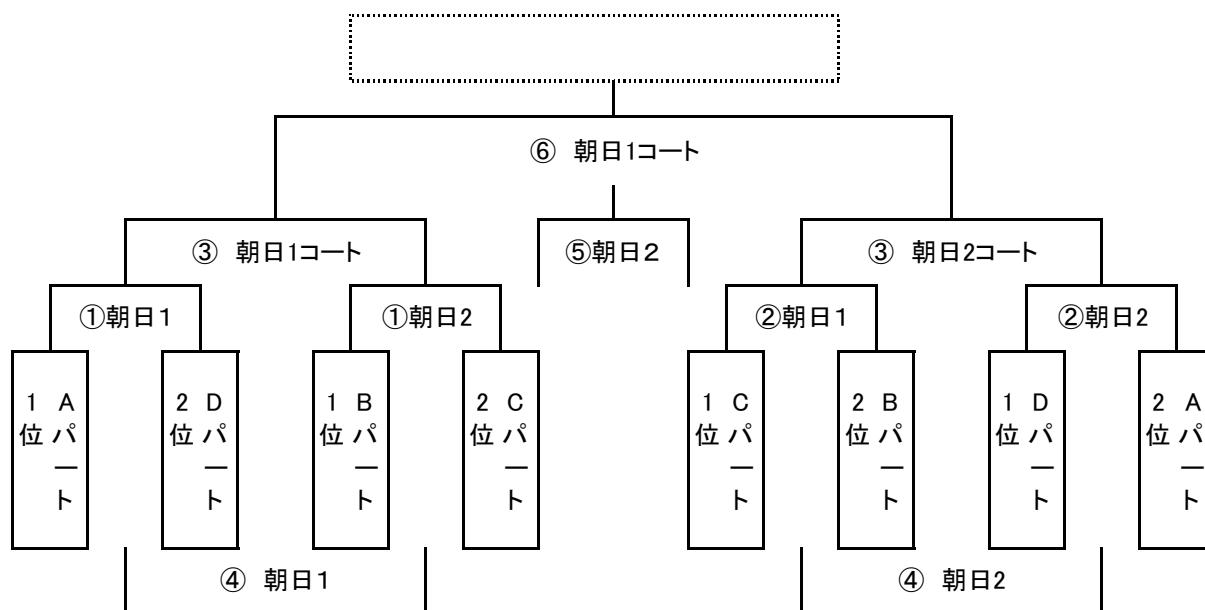 ⑥ 朝日1コート
③ 朝日1コート
⑤朝日２
③ 朝日2コート
①朝日１
①朝日2
②朝日１
②朝日2
Aパート
1位
Dパート
2位
Bパート
1位
Cパート
2位
Cパート
1位
Bパート
2位
Dパート
1位
Aパート
2位
④ 朝日１
④ 朝日2